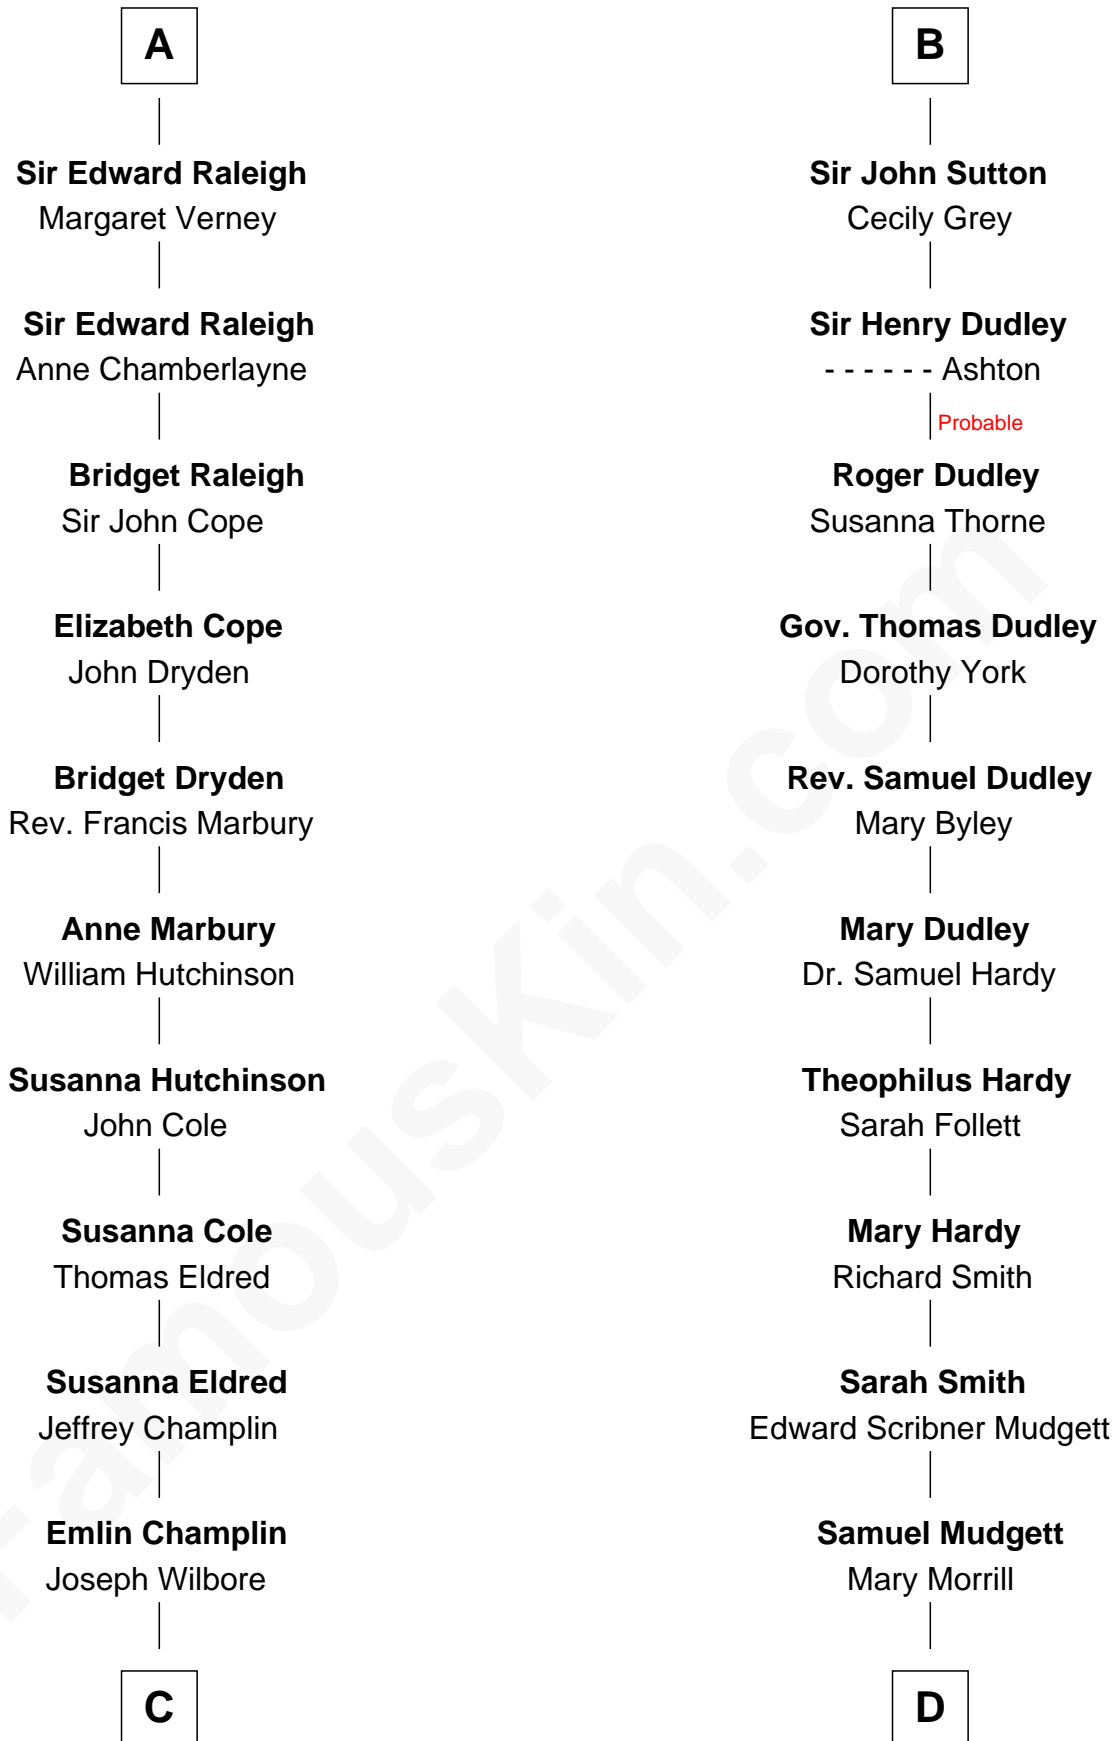 A
Sir Edward Raleigh
Margaret Verney
Sir Edward Raleigh
Anne Chamberlayne
Bridget Raleigh
Sir John Cope
Elizabeth Cope
John Dryden
Bridget Dryden
Rev. Francis Marbury
Anne Marbury
William Hutchinson
Susanna Hutchinson
John Cole
Susanna Cole
Thomas Eldred
Susanna Eldred
Jeffrey Champlin
Emlin Champlin
Joseph Wilbore
C
B
Sir John Sutton
Cecily Grey
Sir Henry Dudley
- - - - - - Ashton
Probable
Roger Dudley
Susanna Thorne
Gov. Thomas Dudley
Dorothy York
Rev. Samuel Dudley
Mary Byley
Mary Dudley
Dr. Samuel Hardy
Theophilus Hardy
Sarah Follett
Mary Hardy
Richard Smith
Sarah Smith
Edward Scribner Mudgett
Samuel Mudgett
Mary Morrill
D
FamousKin.com